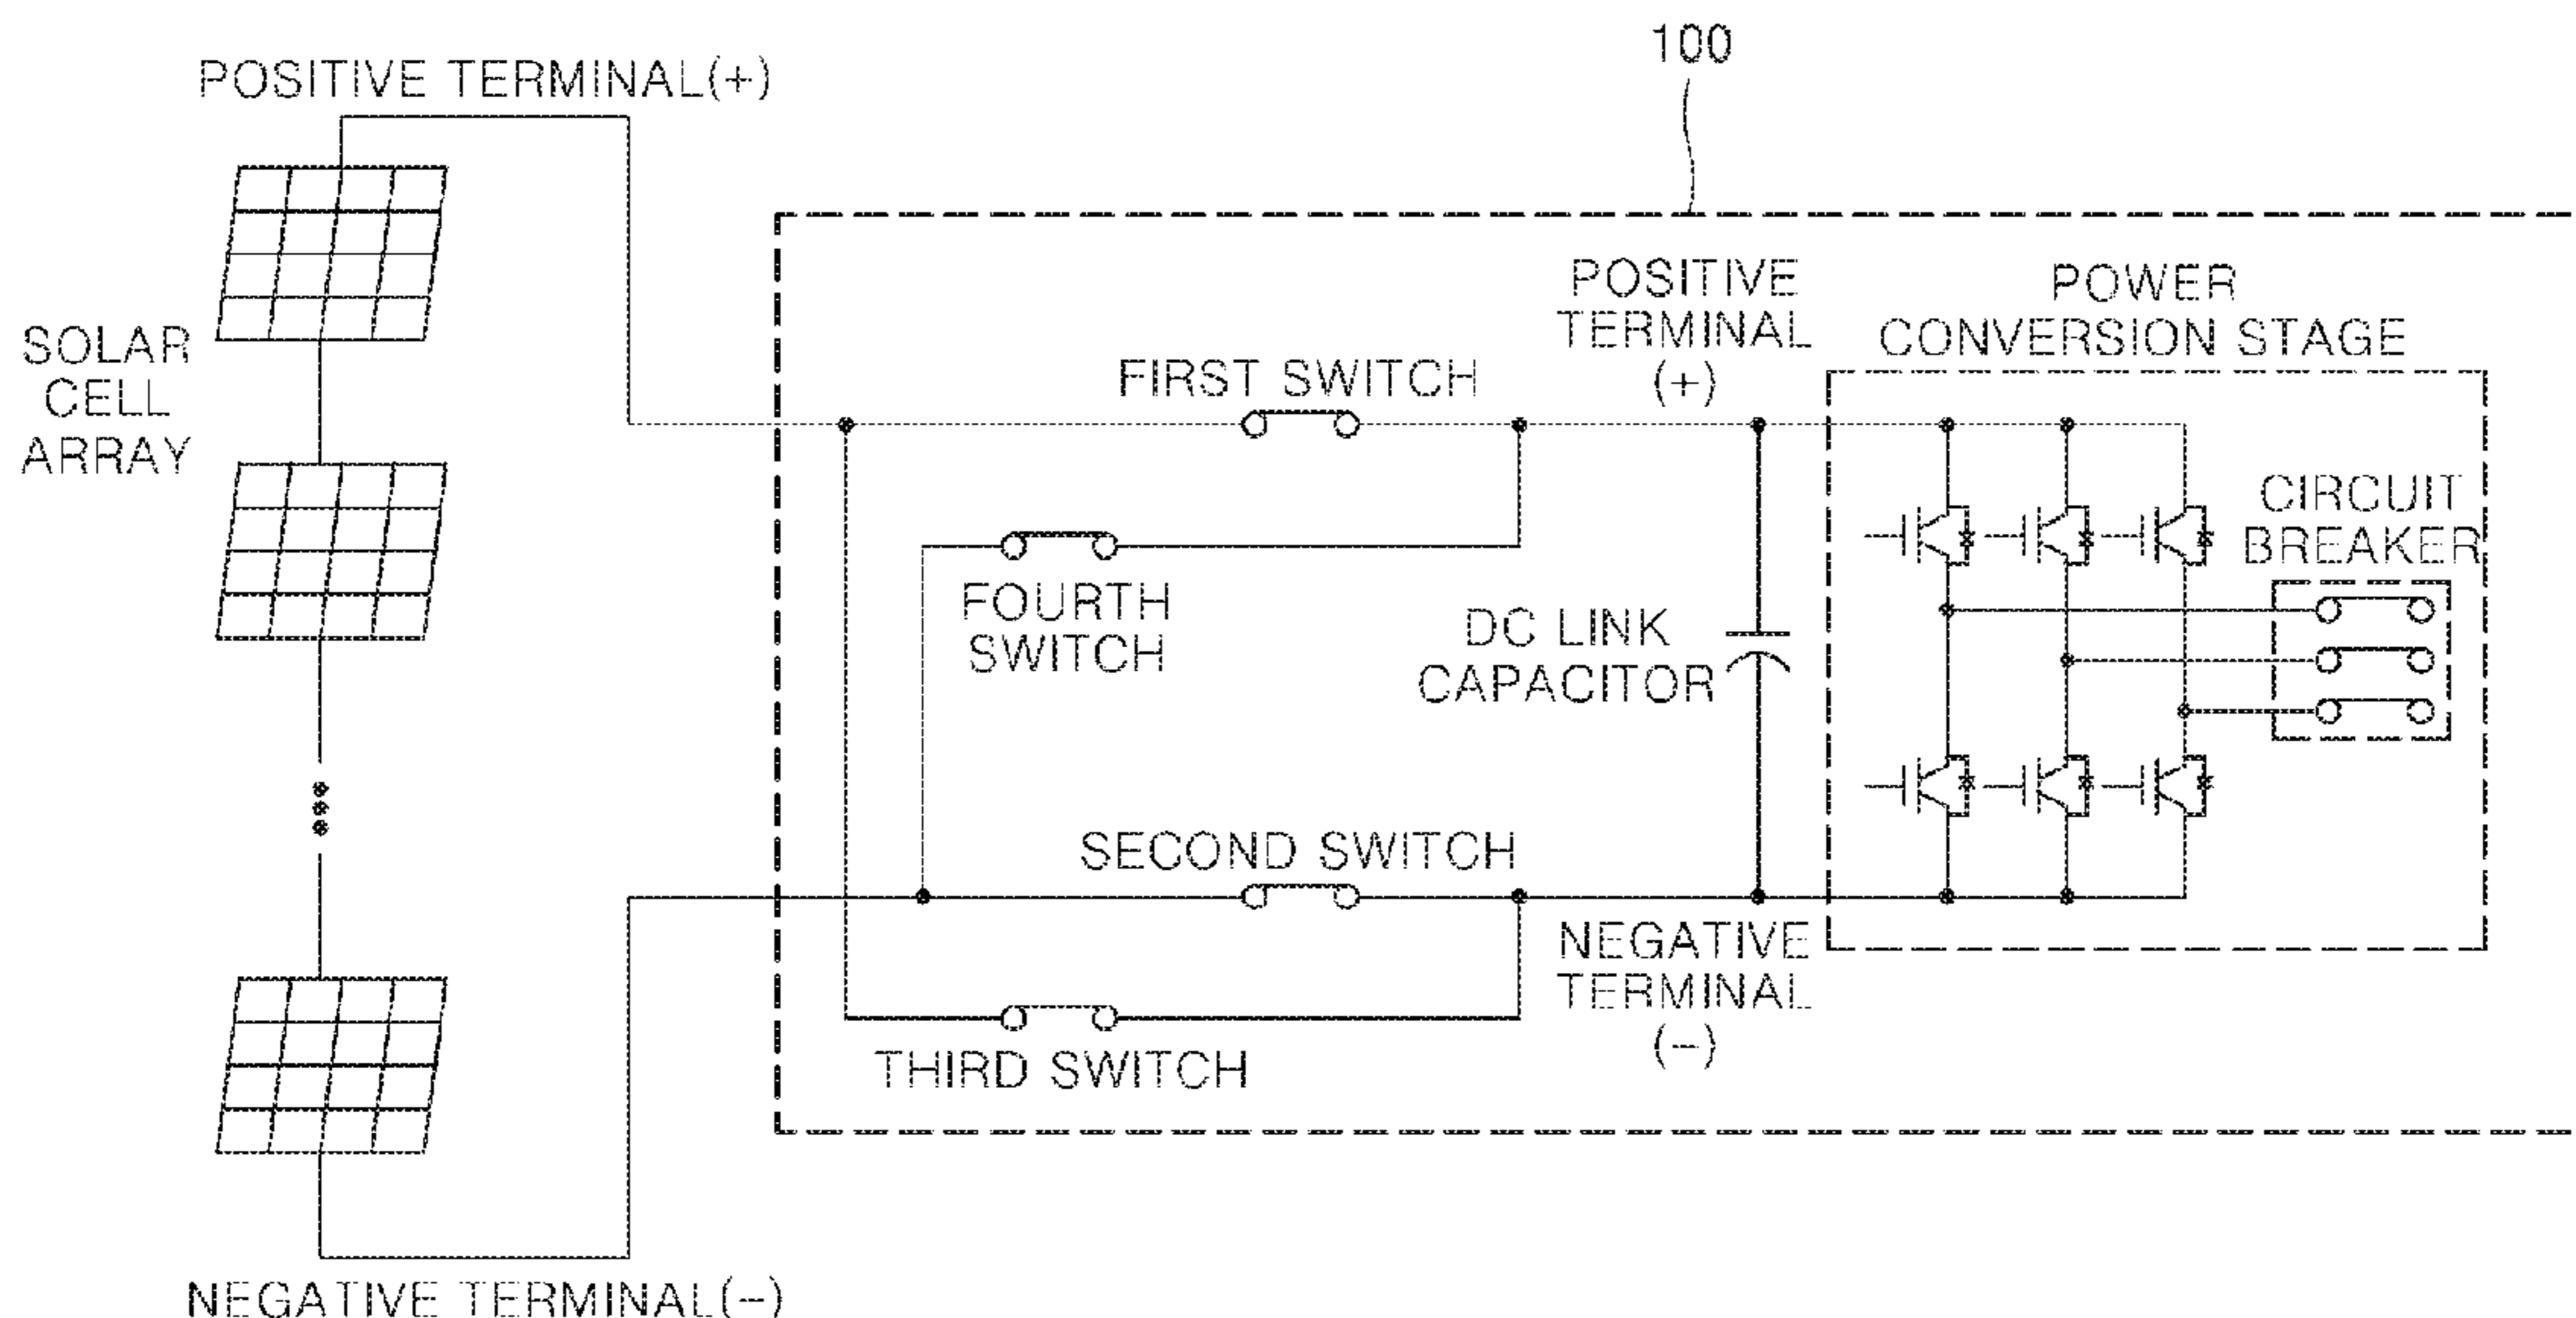 100
POSITIVE TERMINAL(+)
SOLAR
CELL
ARRAY
POSITIVE
TERMINAL
(+)
POWER
CONVERSION STAGE
FIRST SWITCH
CIRCUIT
BREAKER
FOURTH
SWITCH
DC LINK
CAPACITOR
SECOND SWITCH
NEGATIVE
TERMINAL
(-)
THIRD SWITCH
NEGATIVE TERMINAL(-)